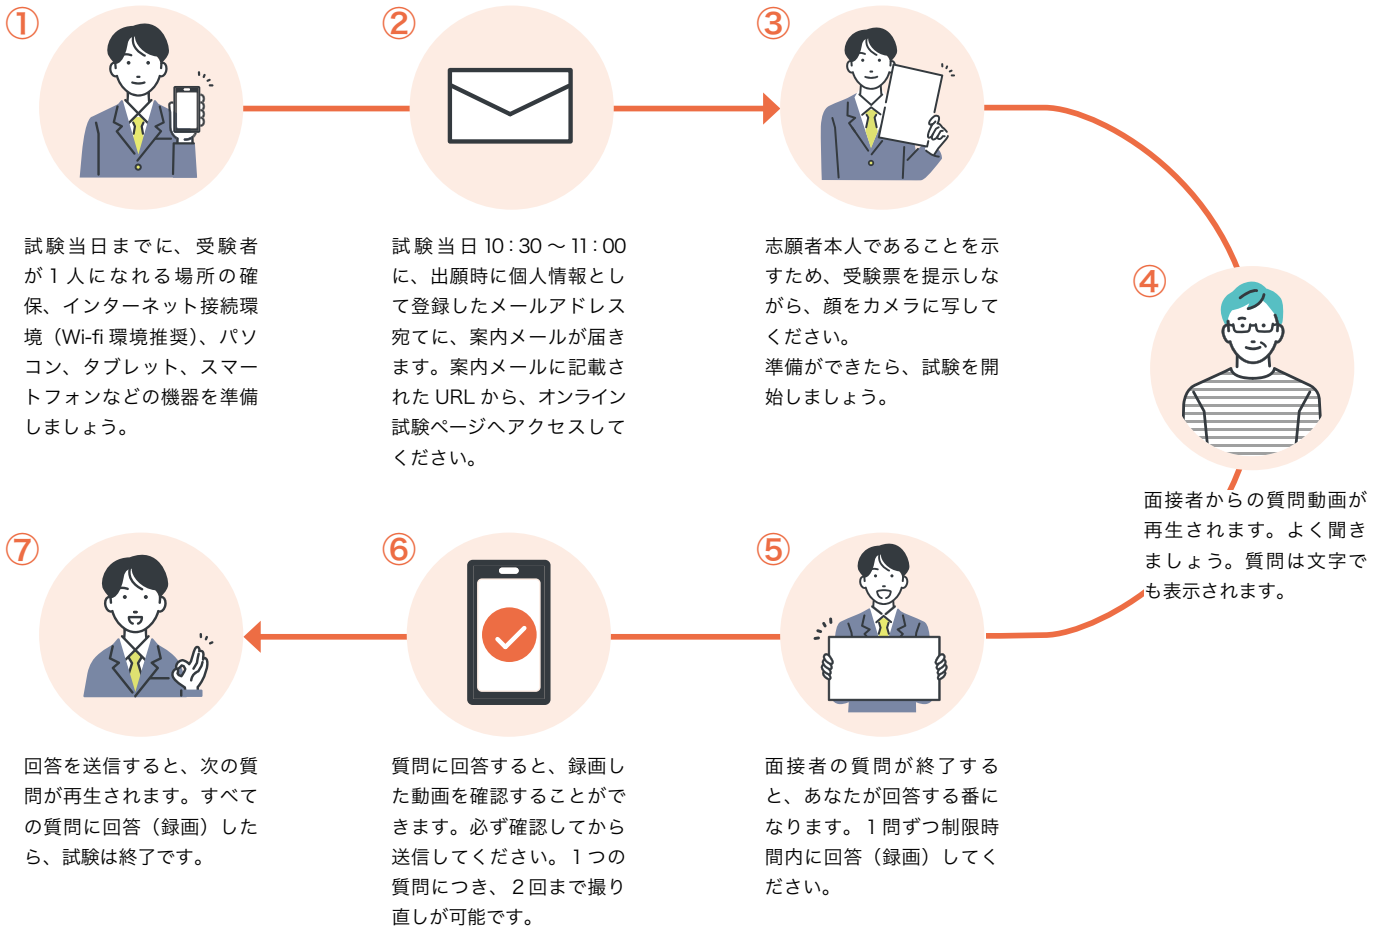 ①
試験当日までに、受験者
が１人になれる場所の確
保、インターネット接続環
境（Wi-fi 環境推奨）、パソ
コン、タブレット、スマー
トフォンなどの機器を準備
しましょう。
②
試験当日 10：30 〜 11：00
に、出願時に個人情報とし
て登録したメールアドレス
宛てに、案内メールが届き
ます。案内メールに記載さ
れた URL から、オンライン
試験ページへアクセスして
ください。
③
志願者本人であることを示
すため、受験票を提示しな
がら、顔をカメラに写して
ください。
準備ができたら、試験を開
始しましょう。
④
面接者からの質問動画が
再生されます。よく聞き
ましょう。質問は文字で
も表示されます。
⑤
面接者の質問が終了する
と、あなたが回答する番に
なります。１問ずつ制限時
間内に回答（録画）してく
ださい。
⑥
質問に回答すると、録画し
た動画を確認することがで
きます。必ず確認してから
送信してください。１つの
質問につき、２回まで撮り
直しが可能です。
⑦
回答を送信すると、次の質
問が再生されます。すべて
の質問に回答（録画）した
ら、試験は終了です。